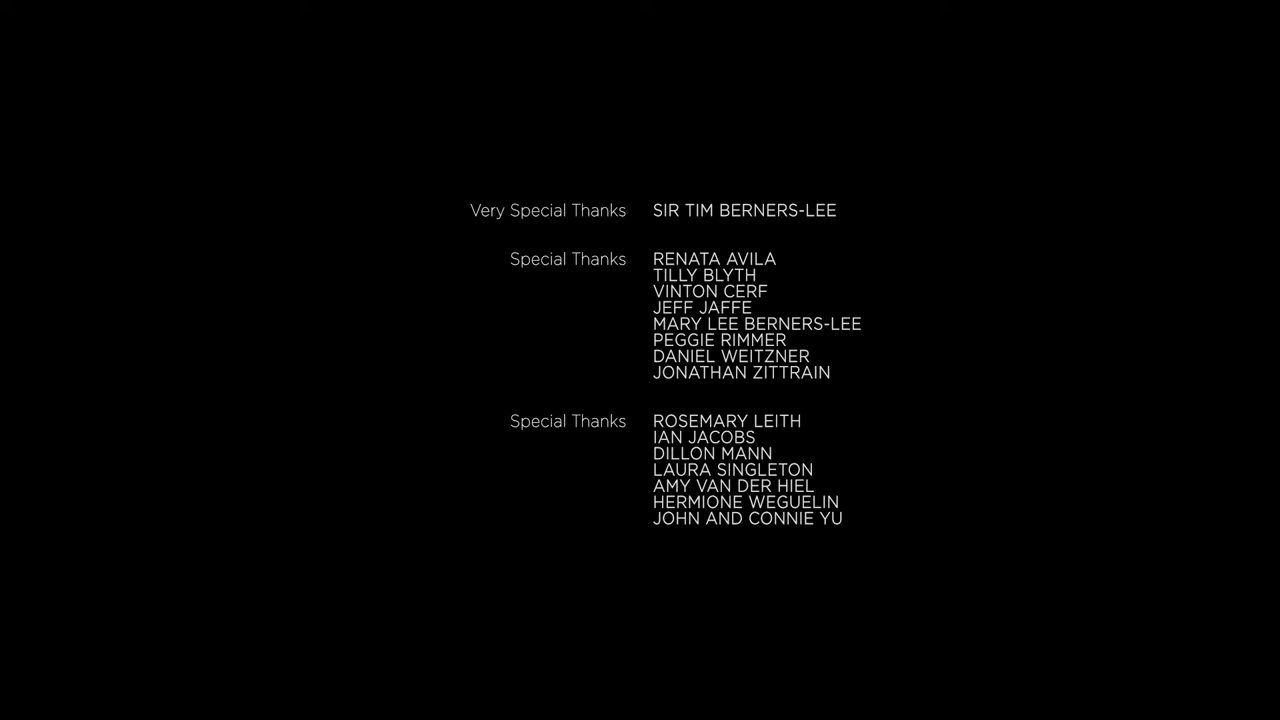 Very Special Thanks SIR TIM BERNERS-LEE
Special Thanks RENATA AVILA
TILLY BLYTH
VINTON CERF
JEFF JAFFE
MARY LEE BERNERS-LEE
PEGGIE RIMMER
DANIEL WEITZNER
JONATHAN ZITTRAIN
Special Thanks ROSEMARY LEITH
IAN JACOBS
DILLON MANN
LAURA SINGLETON
AMY VAN DER HIEL
HERMIONE WEGUELIN
JOHN AND CONNIE YU